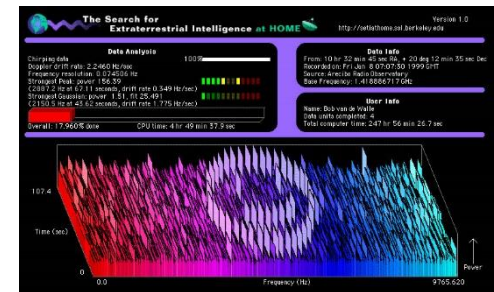 The Search for
Extraterrestrial Intelligence at HOME
Version 1.0
http://setiathome.ssl.berkeley.edu
Data Analysis
Chirping data 100%
Doppler drift rate: 2.2460 Hz/sec
Frequency resolution: 0.074506 Hz
Strongest Peak: power 156.39
(2887.2 Hz at 67.11 seconds, drift rate 0.349 Hz/sec)
Strongest Gaussian: power 1.51, fit 25.491
(2150.5 Hz at 43.62 seconds, drift rate 1.775 Hz/sec)
Overall: 17.960% done CPU time: 4 hr 49 min 37.9 sec
Data Info
From: 10 hr 32 min 45 sec RA, + 20 deg 12 min 35 sec Dec
Recorded on: Fri Jan 8 07:07:30 1999 GMT
Source: Arecibo Radio Observatory
Base Frequency: 1.418886717 GHz
User Info
Name: Bob van de Walle
Data units completed: 4
Total computer time: 247 hr 56 min 26.7 sec
107.4
Time (sec)
0
0.0
Frequency (Hz)
9765.620
Power